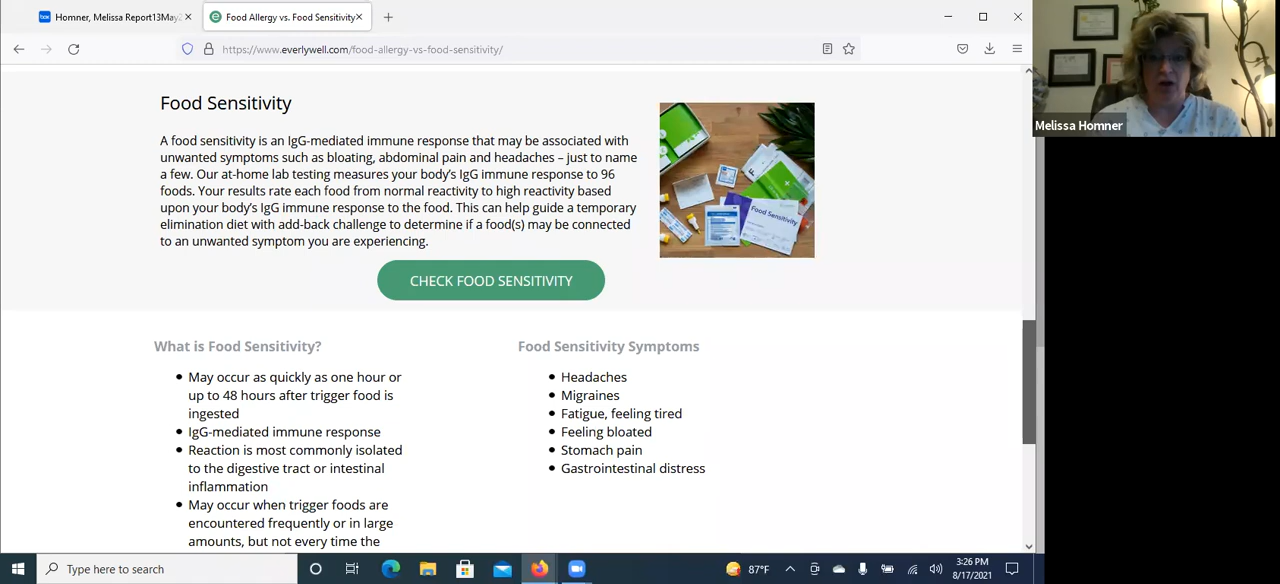 Homner, Melissa Report13May2
Food Allergy vs. Food Sensitivity
https://www.everlywell.com/food-allergy-vs-food-sensitivity/
Melissa Homner
Food Sensitivity
A food sensitivity is an IgG-mediated immune response that may be associated with
unwanted symptoms such as bloating, abdominal pain and headaches – just to name
a few. Our at-home lab testing measures your body's IgG immune response to 96
foods. Your results rate each food from normal reactivity to high reactivity based
upon your body's IgG immune response to the food. This can help guide a temporary
elimination diet with add-back challenge to determine if a food(s) may be connected
to an unwanted symptom you are experiencing.
Food Sensitivity
CHECK FOOD SENSITIVITY
What is Food Sensitivity?
May occur as quickly as one hour or
up to 48 hours after trigger food is
ingested
IgG-mediated immune response
Reaction is most commonly isolated
to the digestive tract or intestinal
inflammation
May occur when trigger foods are
encountered frequently or in large
amounts, but not every time the
Food Sensitivity Symptoms
Headaches
Migraines
Fatigue, feeling tired
Feeling bloated
Stomach pain
Gastrointestinal distress
Type here to search
87°F
3:26 PM
8/17/2021